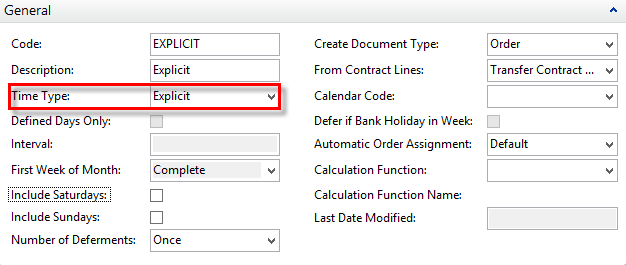 General
Code: EXPLICIT
Description: Explicit
Time Type: Explicit
Defined Days Only:
Interval:
First Week of Month: Complete
Include Saturdays:
Include Sundays:
Number of Deferments: Once
Create Document Type: Order
From Contract Lines: Transfer Contract ...
Calendar Code:
Defer if Bank Holiday in Week:
Automatic Order Assignment: Default
Calculation Function:
Calculation Function Name:
Last Date Modified: